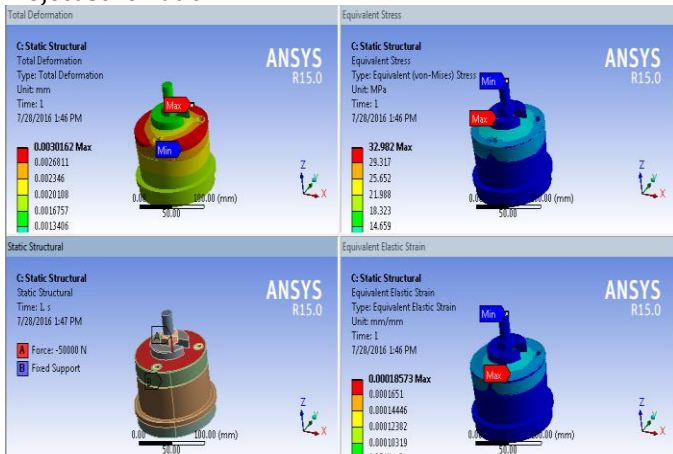 Total Deformation
C: Static Structural
Total Deformation
Type: Total Deformation
Unit: mm
Time: 1
7/28/2016 1:46 PM
0.0030162 Max
0.0026811
0.002346
0.0020108
0.0016757
0.0013406
Max
Min
ANSYS
R15.0
Z
Y
X
0.00 100.00 (mm)
50.00
Equivalent Stress
C: Static Structural
Equivalent Stress
Type: Equivalent (von-Mises) Stress
Unit: MPa
Time: 1
7/28/2016 1:46 PM
32.982 Max
29.317
25.652
21.988
18.323
14.659
Min
Max
ANSYS
R15.0
Z
Y
X
0.00 100.00 (mm)
50.00
Static Structural
C: Static Structural
Static Structural
Time: 1. s
7/28/2016 1:47 PM
A Force: -50000 N
B Fixed Support
A
ANSYS
R15.0
Z
Y
X
0.00 100.00 (mm)
50.00
Equivalent Elastic Strain
C: Static Structural
Equivalent Elastic Strain
Type: Equivalent Elastic Strain
Unit: mm/mm
Time: 1
7/28/2016 1:46 PM
0.00018573 Max
0.0001651
0.00014446
0.00012382
0.00010319
Min
Max
ANSYS
R15.0
Z
Y
X
0.00 100.00 (mm)
50.00